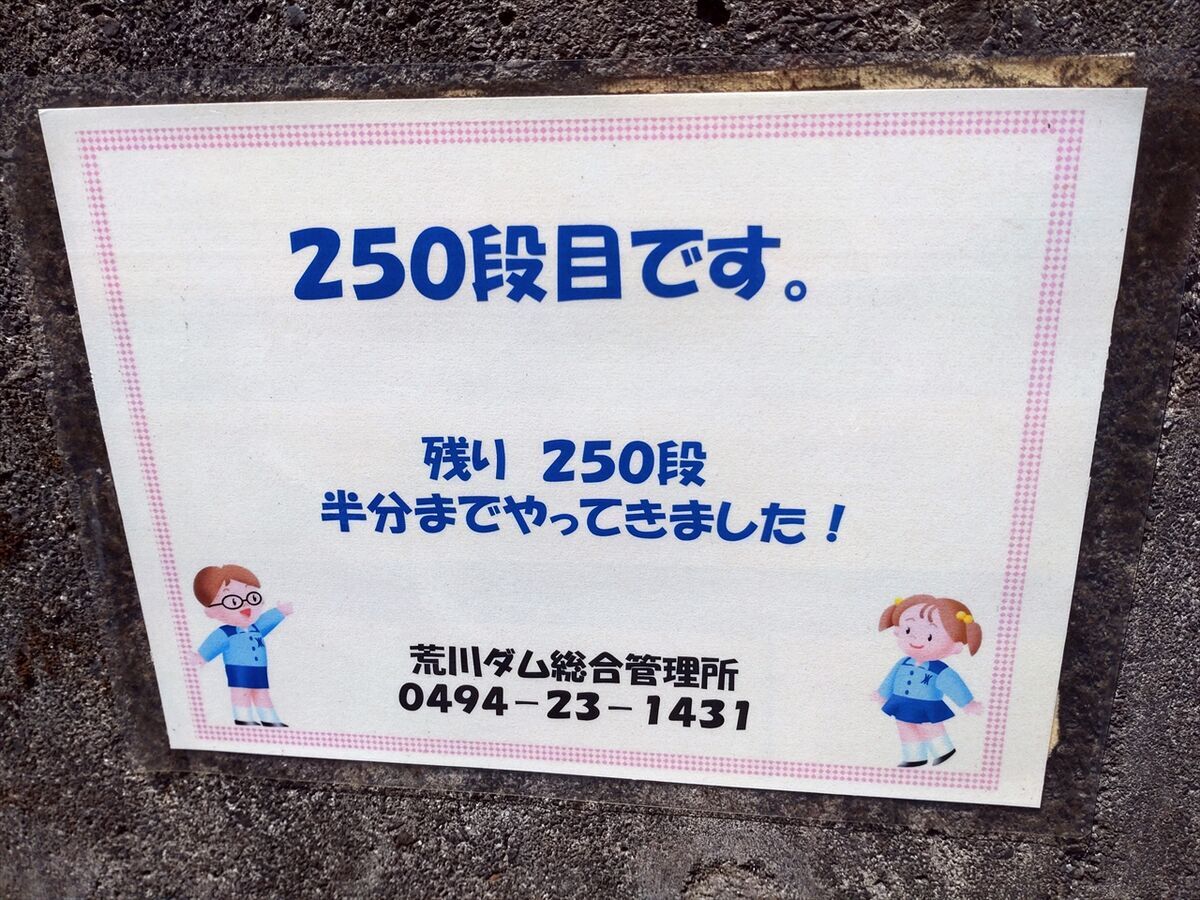 250段目です。
残り 250段
半分までやってきました！
荒川ダム総合管理所
0494－23－1431